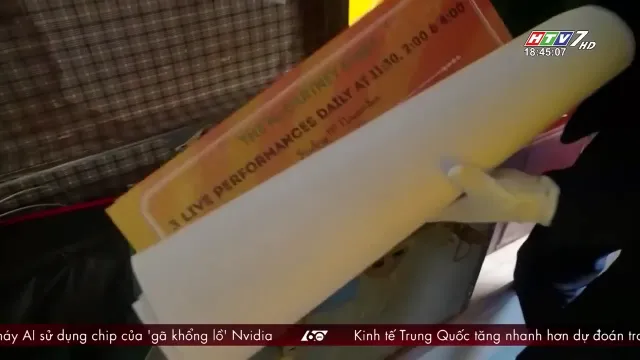 HTV7 HD
18:45:07
3 LIVE PERFORMANCES DAILY AT 11:30, 2:00 & 4:00
máy AI sử dụng chip của 'gã khổng lồ' Nvidia
60
Kinh tế Trung Quốc tăng nhanh hơn dự đoán